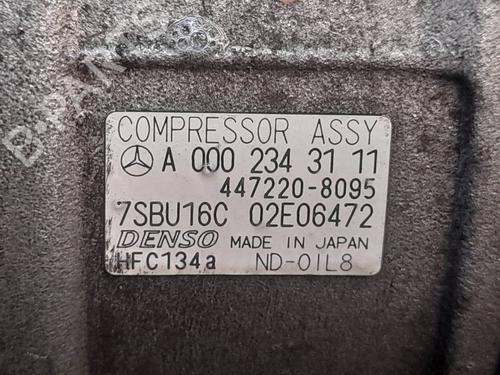 COMPRESSOR ASSY
A 000 234 31 11
447220-8095
7SBU16C 02E06472
DENSO MADE IN JAPAN
HFC134a ND-OIL8